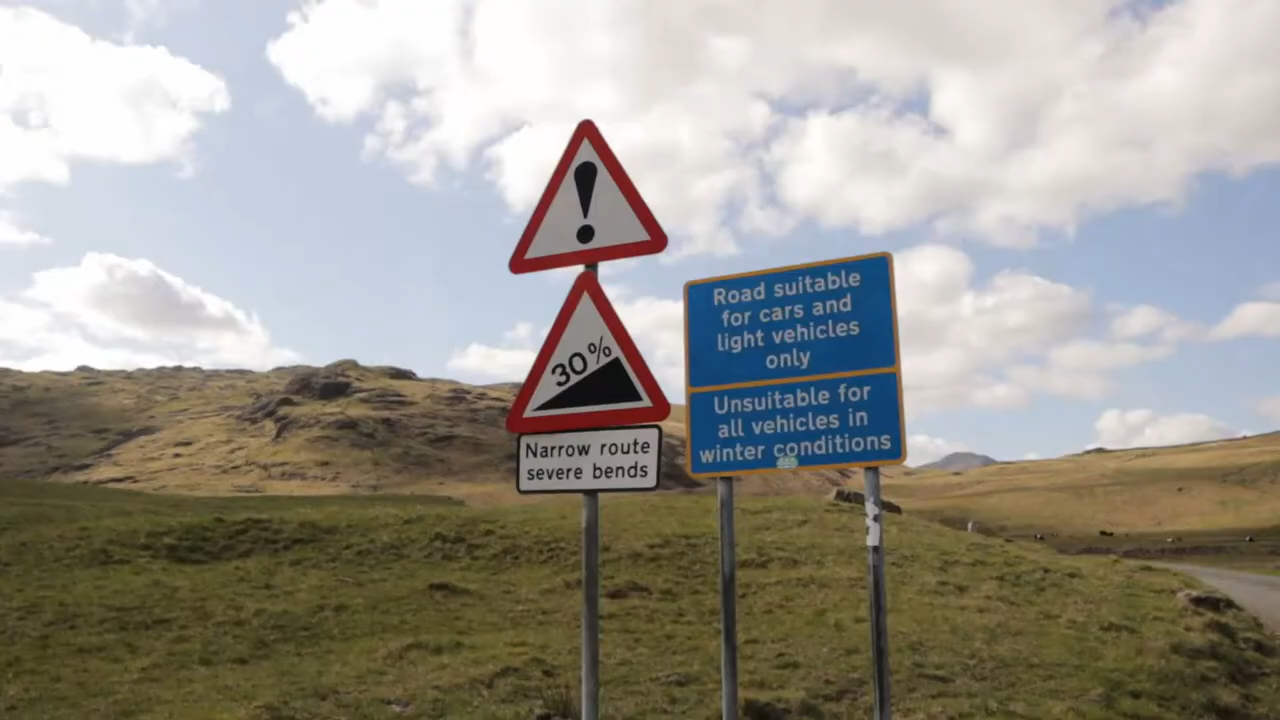 !
30%
Narrow route
severe bends
Road suitable
for cars and
light vehicles
only
Unsuitable for
all vehicles in
winter conditions